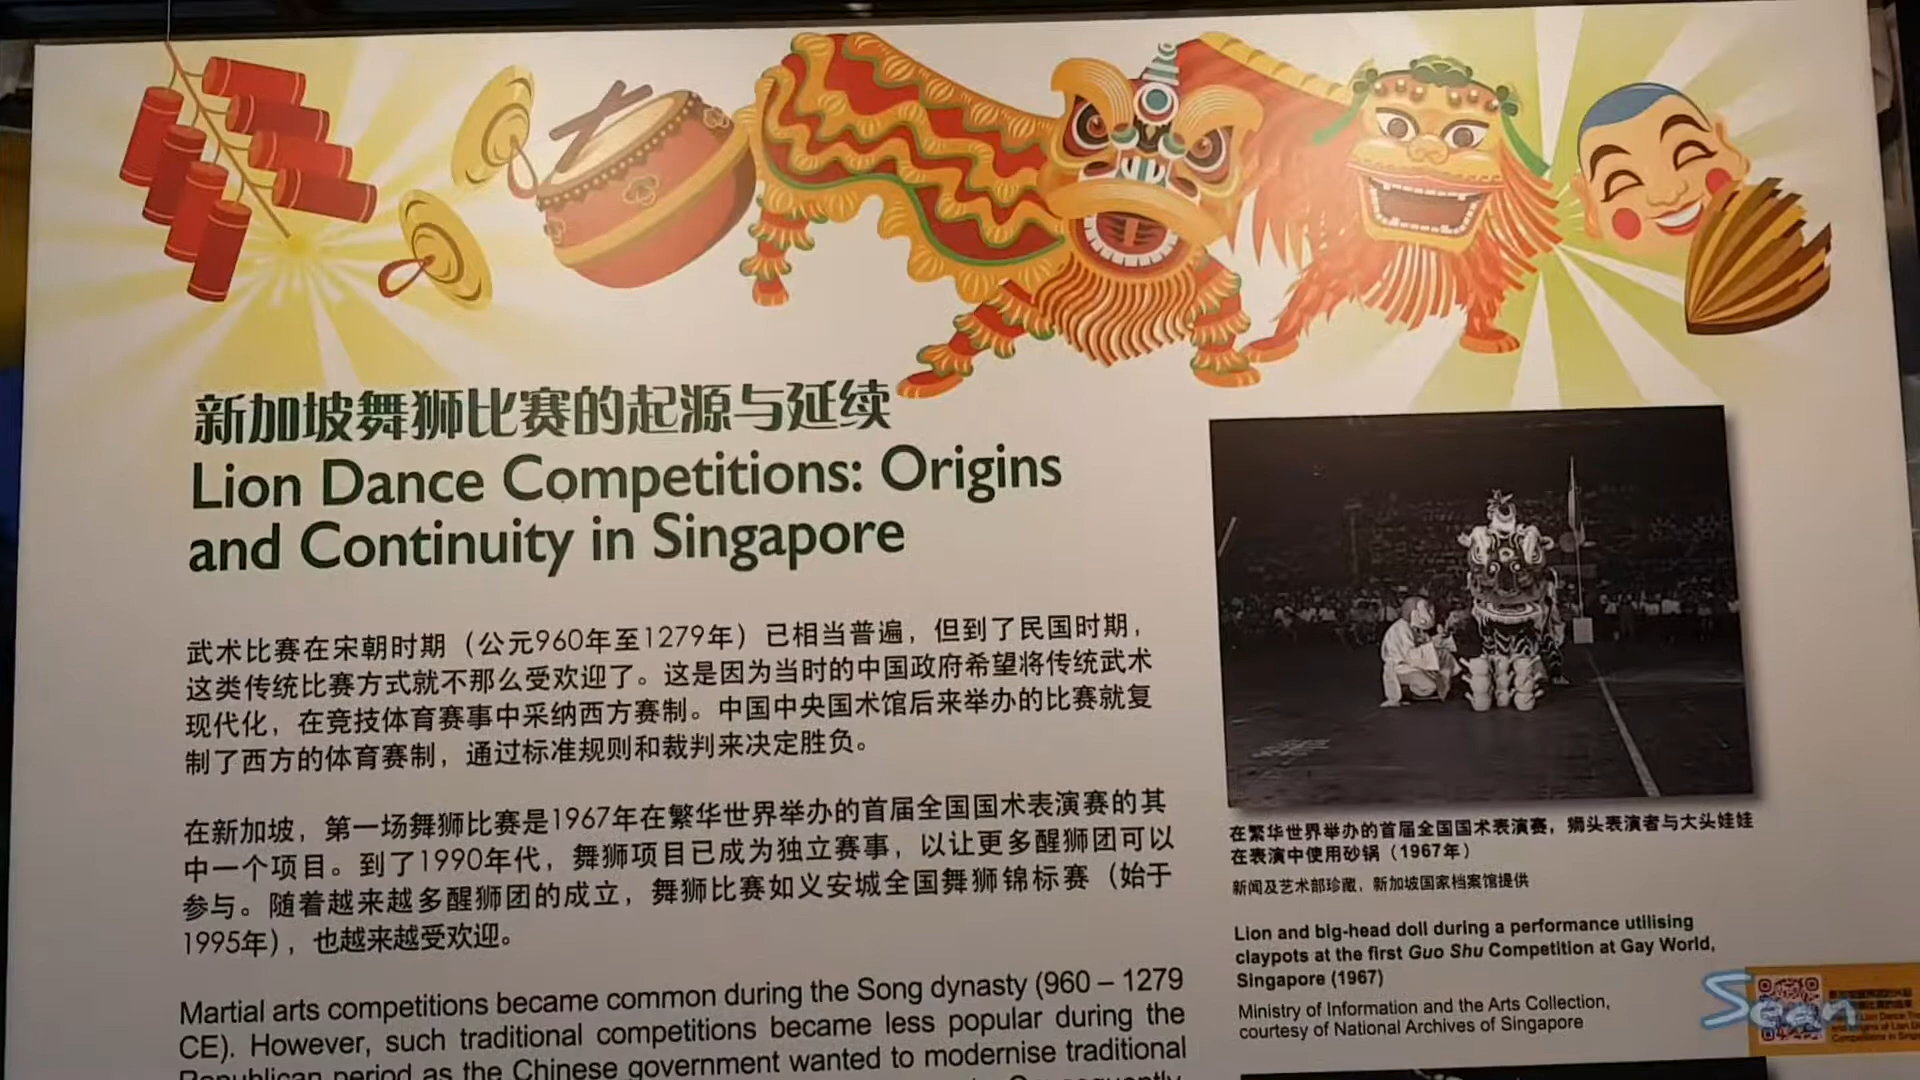 新加坡舞狮比赛的起源与延续
Lion Dance Competitions: Origins
and Continuity in Singapore
武术比赛在宋朝时期（公元960年至1279年）已相当普遍，但到了民国时期，
这类传统比赛方式就不那么受欢迎了。这是因为当时的中国政府希望将传统武术
现代化，在竞技体育赛事中采纳西方赛制。中国中央国术馆后来举办的比赛就复
制了西方的体育赛制，通过标准规则和裁判来决定胜负。
在新加坡，第一场舞狮比赛是1967年在繁华世界举办的首届全国国术表演赛的其
中一个项目。到了1990年代，舞狮项目已成为独立赛事，以让更多醒狮团可以
参与。随着越来越多醒狮团的成立，舞狮比赛如义安城全国舞狮锦标赛（始于
1995年），也越来越受欢迎。
Martial arts competitions became common during the Song dynasty (960 – 1279
CE). However, such traditional competitions became less popular during the
Republican period as the Chinese government wanted to modernise traditional
在繁华世界举办的首届全国国术表演赛，狮头表演者与大头娃娃
在表演中使用砂锅（1967年）
新闻及艺术部珍藏，新加坡国家档案馆提供
Lion and big-head doll during a performance utilising
claypots at the first Guo Shu Competition at Gay World,
Singapore (1967)
Ministry of Information and the Arts Collection,
courtesy of National Archives of Singapore
Sean